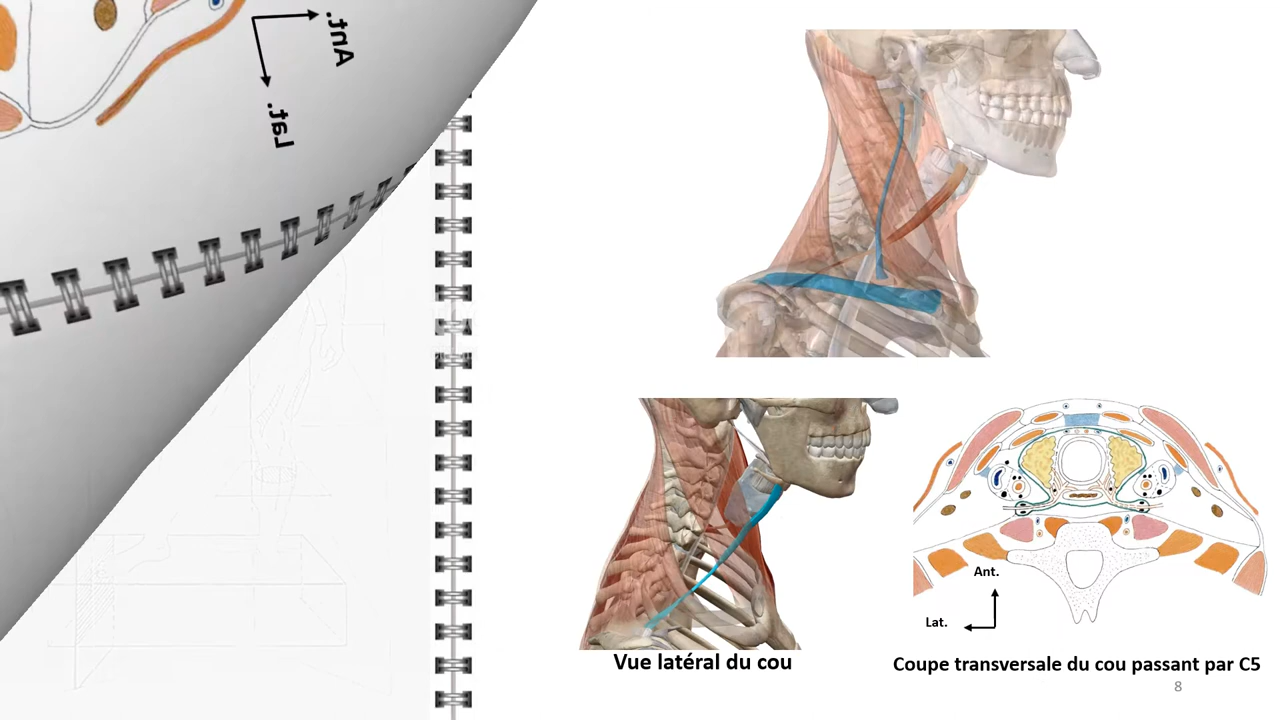 Ant.
Lat.
Ant.
Lat.
Vue latéral du cou
Coupe transversale du cou passant par C5
8